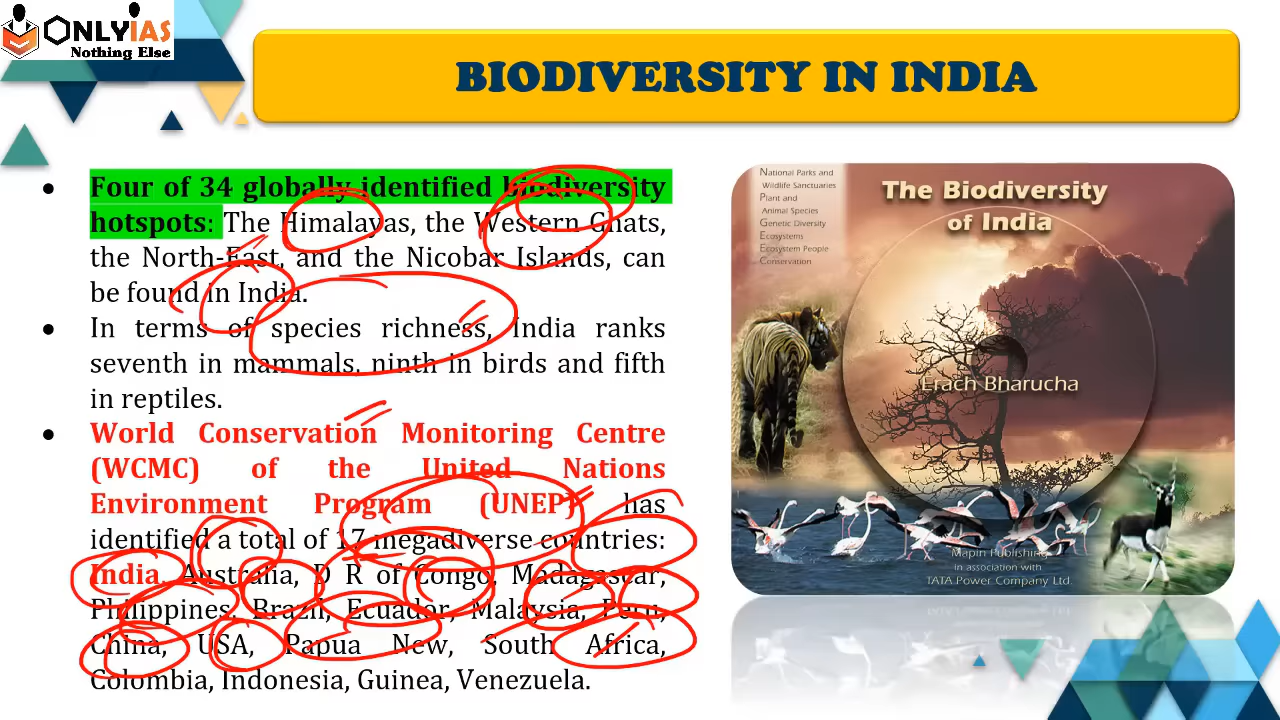 ONLYIAS
Nothing Else
BIODIVERSITY IN INDIA
Four of 34 globally identified biodiversity
hotspots: The Himalayas, the Western Ghats,
the North-East, and the Nicobar Islands, can
be found in India.
In terms of species richness, India ranks
seventh in mammals, ninth in birds and fifth
in reptiles.
World Conservation Monitoring Centre
(WCMC) of the United Nations
Environment Program (UNEP) has
identified a total of 17 megadiverse countries:
India, Australia, D R of Congo, Madagascar,
Philippines, Brazil, Ecuador, Malaysia, Peru,
China, USA, Papua New, South Africa,
Colombia, Indonesia, Guinea, Venezuela.
National Parks and
Wildlife Sanctuaries
Plant and
Animal Species
Genetic Diversity
Ecosystems
Ecosystem People
Conservation
The Biodiversity
of India
Erach Bharucha
Mapin Publishing
in association with
TATA Power Company Ltd